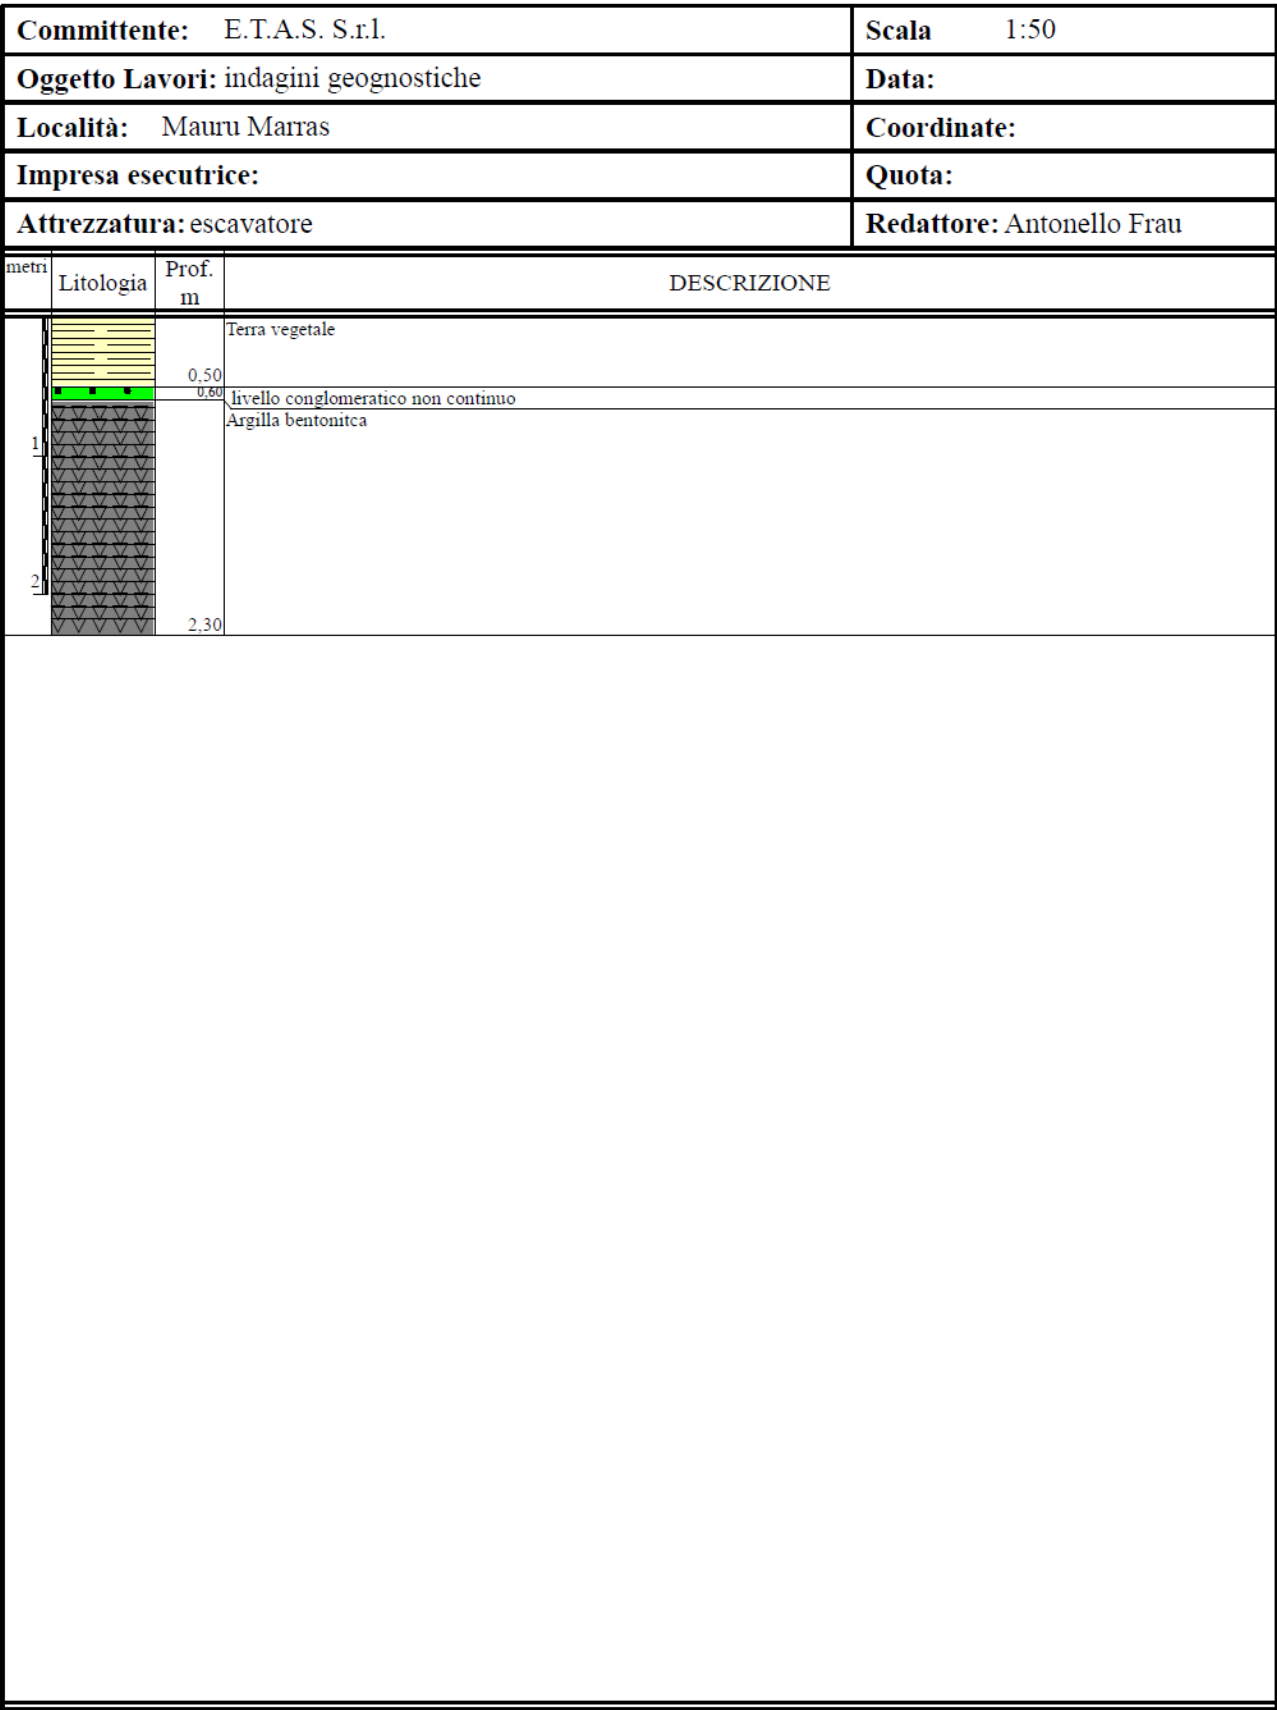 Committente: E.T.A.S. S.r.l.
Scala 1:50
Oggetto Lavori: indagini geognostiche
Data:
Località: Mauru Marras
Coordinate:
Impresa esecutrice:
Quota:
Attrezzatura: escavatore
Redattore: Antonello Frau
metri
Litologia
Prof.
m
DESCRIZIONE
Terra vegetale
0,50
0,60
livello conglomeratico non continuo
Argilla bentonitca
1
2
2,30